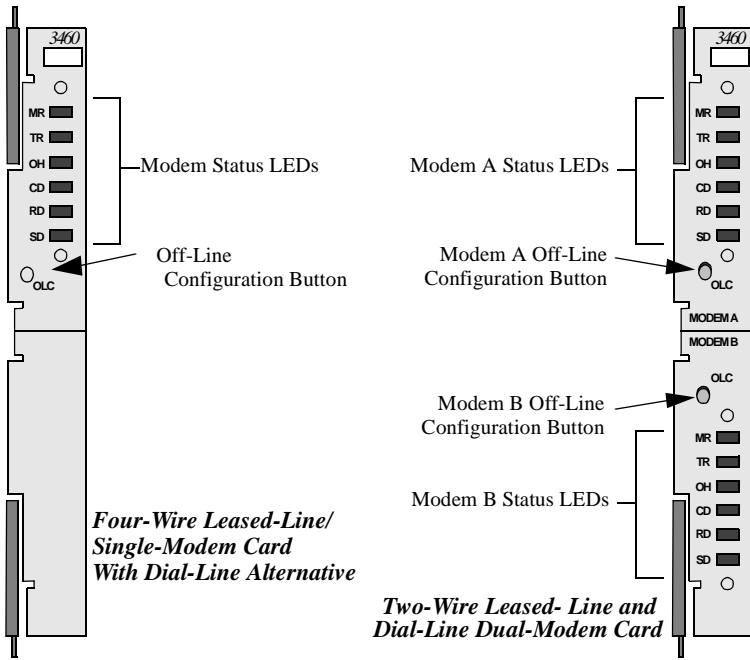 3460
MR
TR
OH
CD
RD
SD
OLC
Modem Status LEDs
Off-Line
Configuration Button
Four-Wire Leased-Line/
Single-Modem Card
With Dial-Line Alternative
3460
MR
TR
OH
CD
RD
SD
OLC
MODEM A
MODEM B
OLC
MR
TR
OH
CD
RD
SD
Modem A Status LEDs
Modem A Off-Line
Configuration Button
Modem B Off-Line
Configuration Button
Modem B Status LEDs
Two-Wire Leased- Line and
Dial-Line Dual-Modem Card